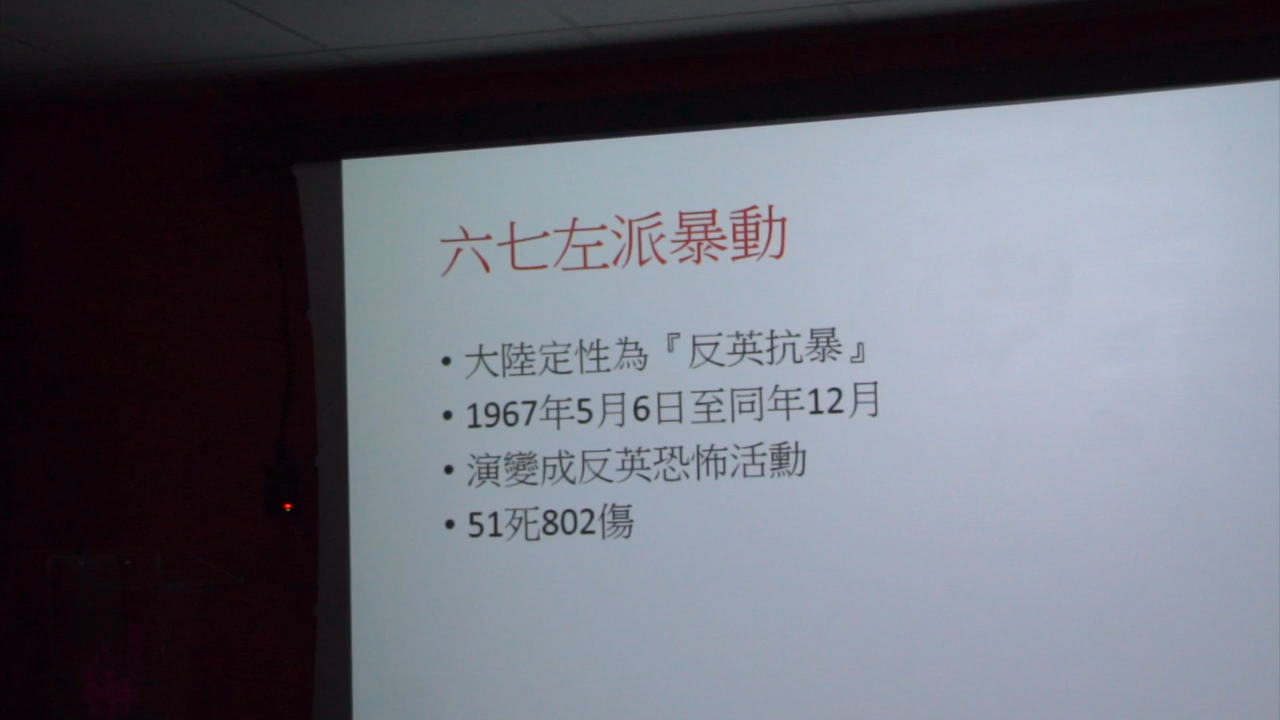 六七左派暴動
• 大陸定性為『反英抗暴』
• 1967年5月6日至同年12月
• 演變成反英恐怖活動
• 51死802傷